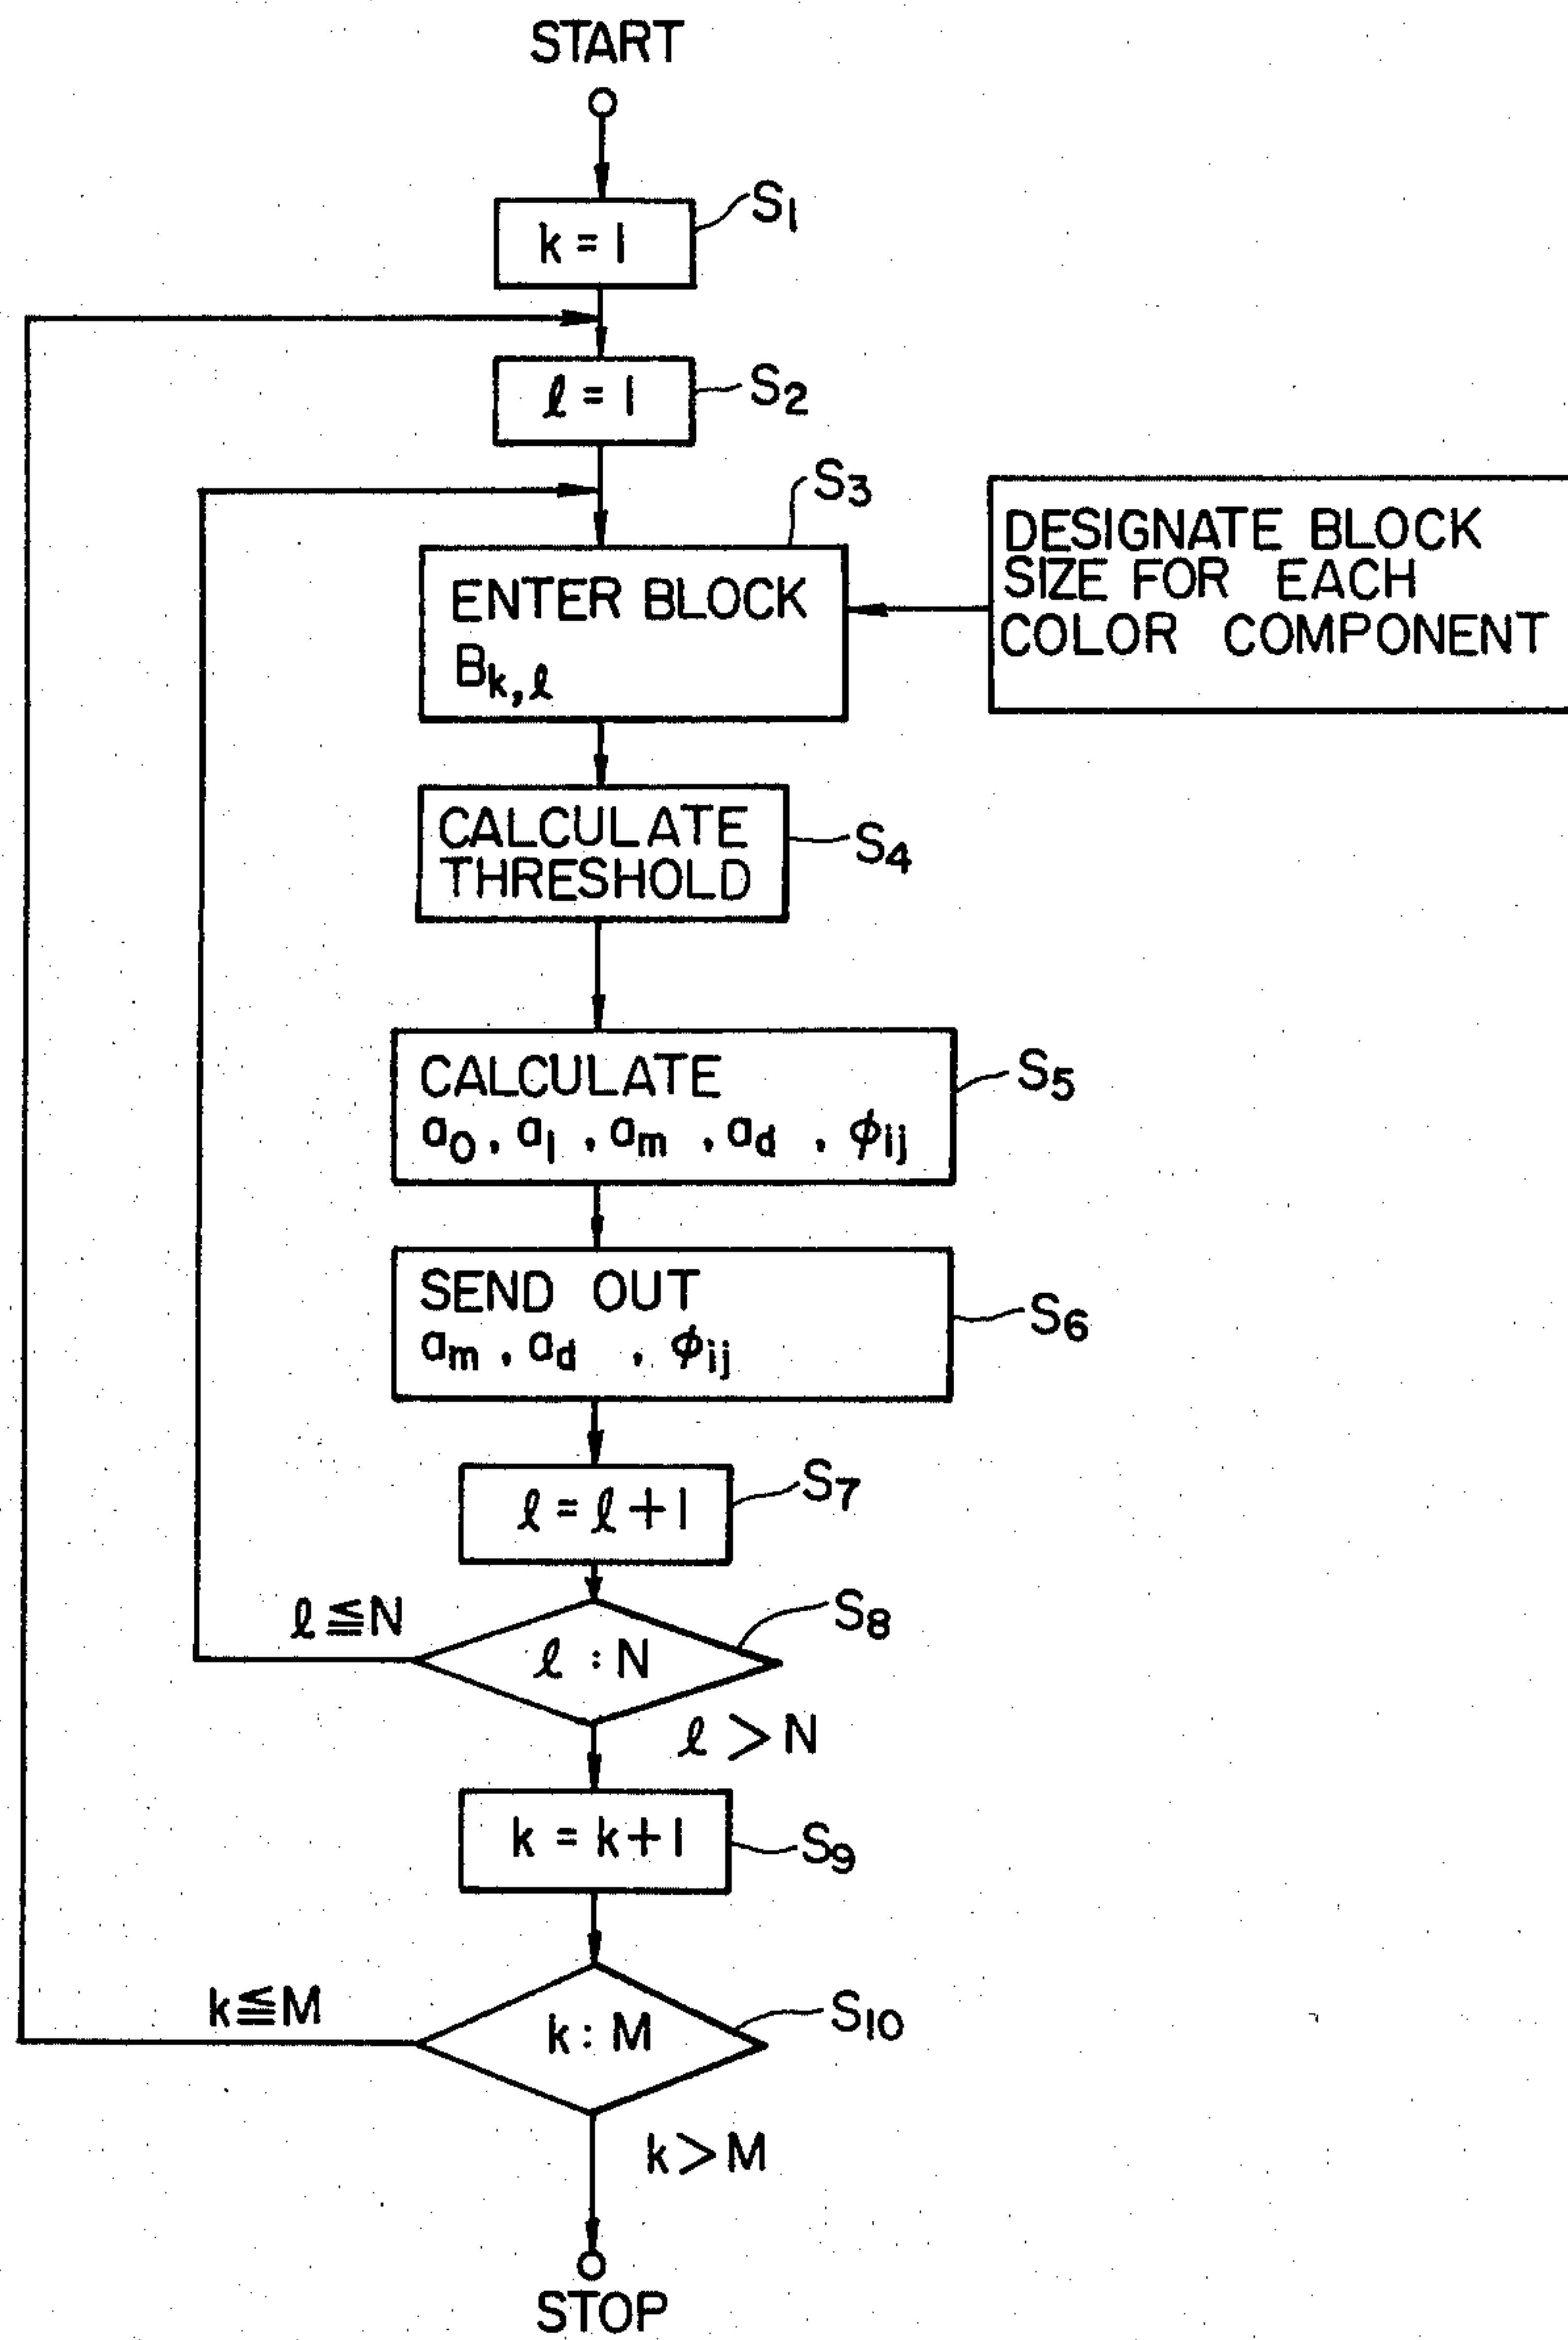 START
k = 1
S1
ℓ = 1
S2
S3
ENTER BLOCK
Bk,ℓ
DESIGNATE BLOCK
SIZE FOR EACH
COLOR COMPONENT
CALCULATE
THRESHOLD
S4
CALCULATE
a0, a1, am, ad, ϕij
S5
SEND OUT
am, ad, ϕij
S6
ℓ = ℓ + 1
S7
ℓ ≦ N
ℓ : N
S8
ℓ > N
k = k + 1
S9
k ≦ M
k : M
S10
k > M
STOP